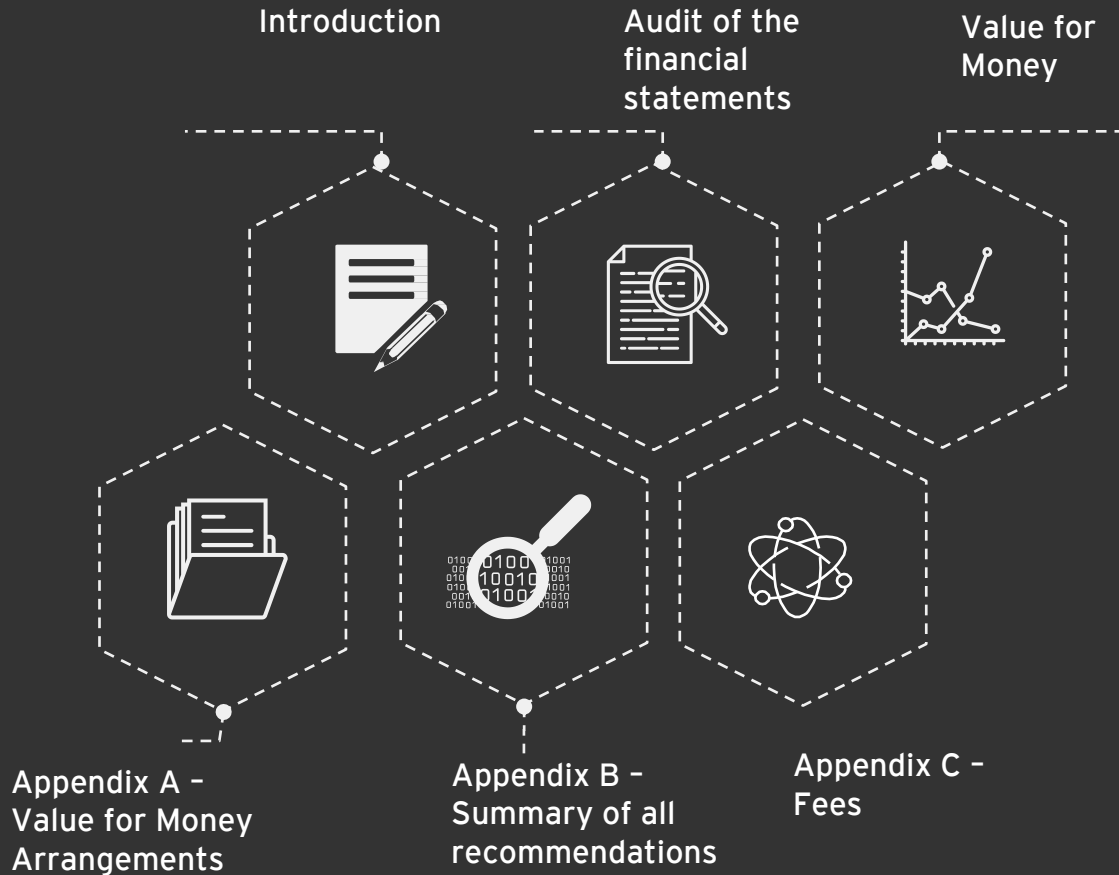 Introduction
Audit of the
financial
statements
Value for
Money
Appendix A –
Value for Money
Arrangements
Appendix B –
Summary of all
recommendations
Appendix C –
Fees